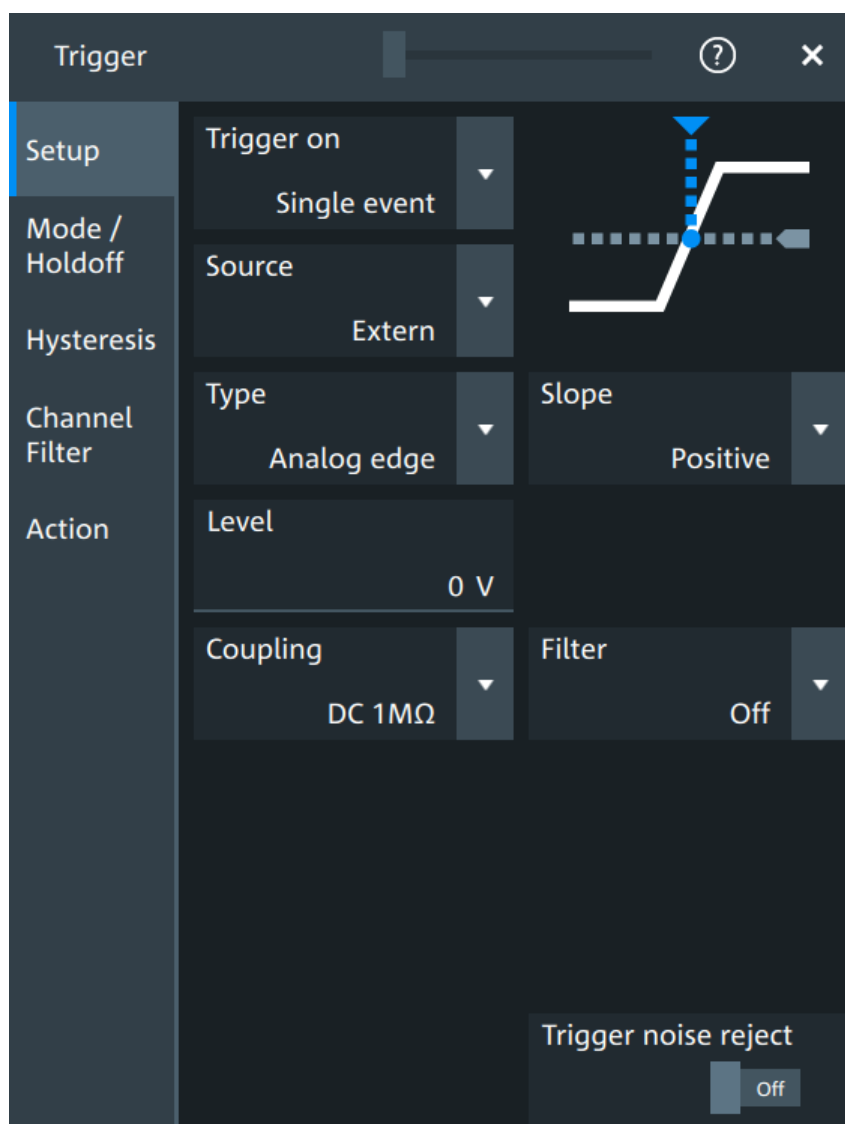 Trigger
?
Setup
Mode /
Holdoff
Hysteresis
Channel
Filter
Action
Trigger on
Single event
Source
Extern
Type
Analog edge
Slope
Positive
Level
0 V
Coupling
DC 1MΩ
Filter
Off
Trigger noise reject
Off